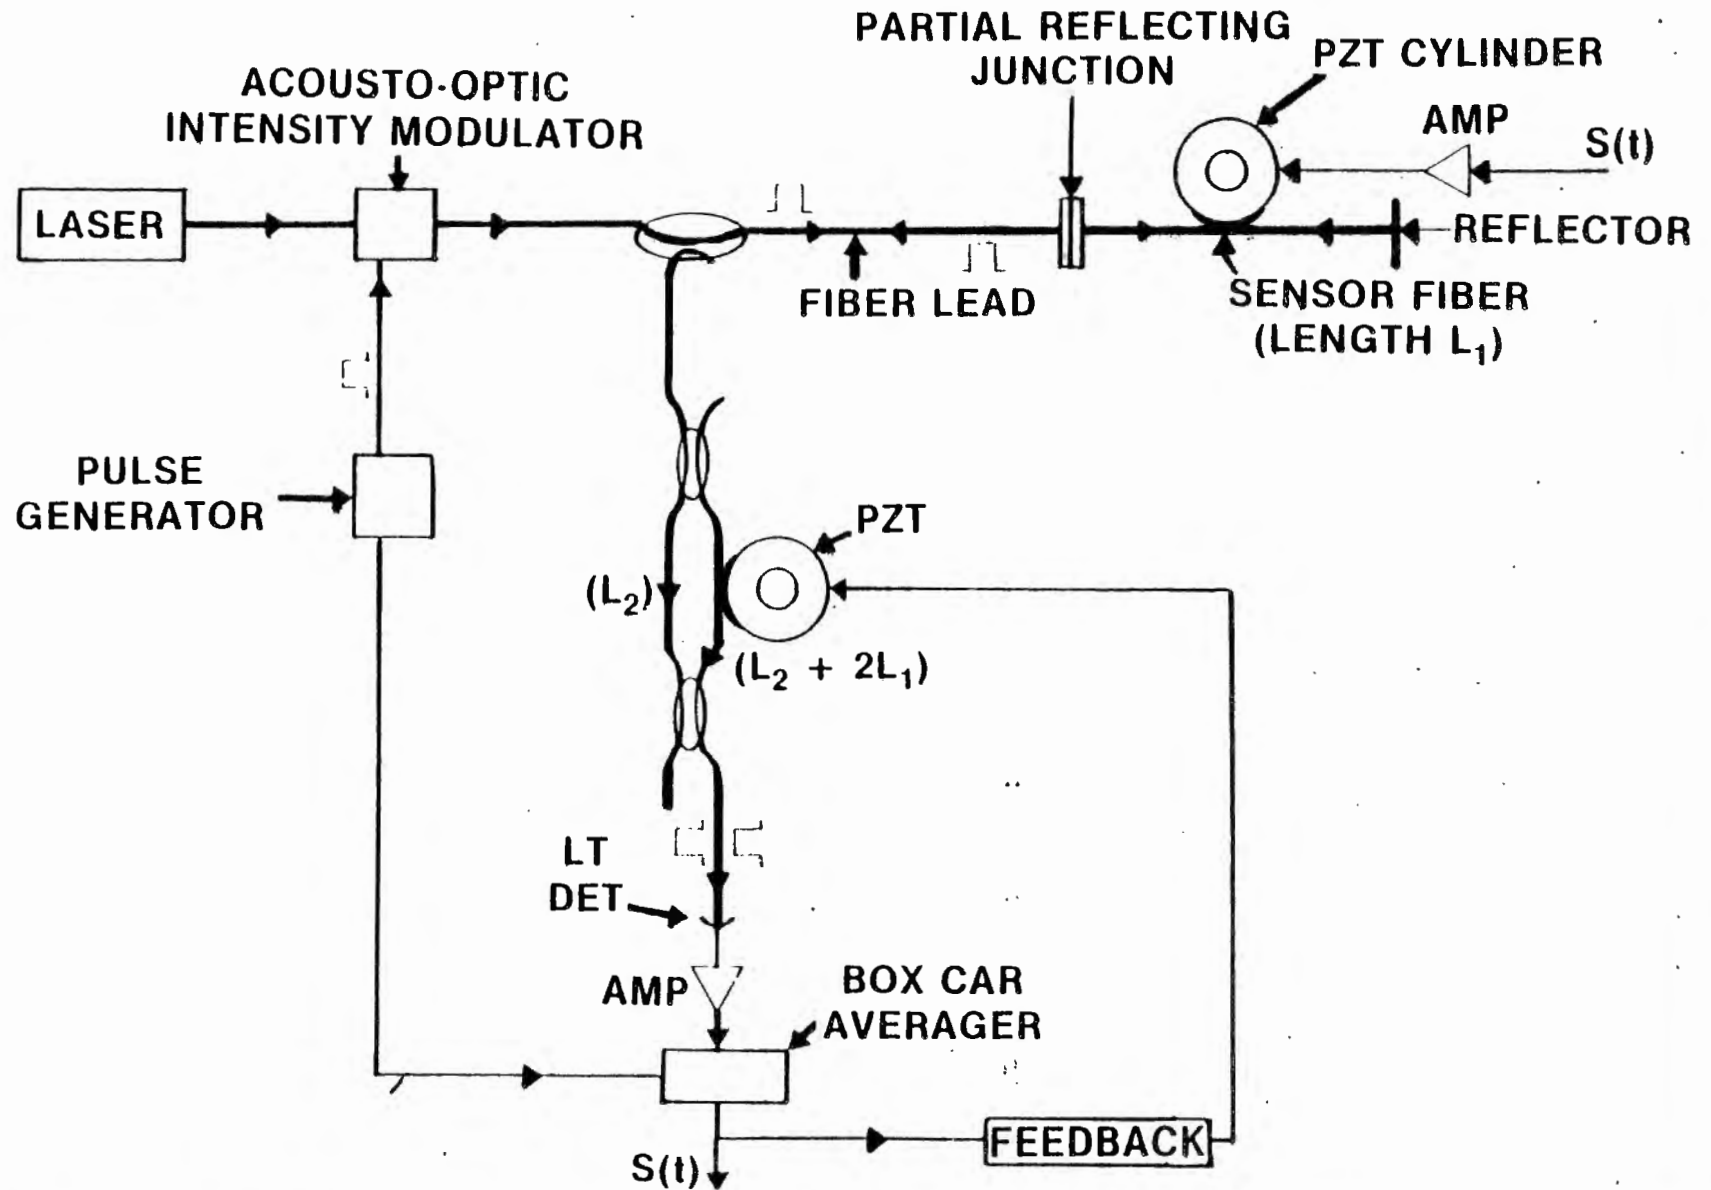 PARTIAL REFLECTING
JUNCTION
PZT CYLINDER
ACOUSTO-OPTIC
INTENSITY MODULATOR
AMP
S(t)
LASER
REFLECTOR
FIBER LEAD
SENSOR FIBER
(LENGTH L₁)
PULSE
GENERATOR
PZT
(L₂)
(L₂ + 2L₁)
LT
DET
AMP
BOX CAR
AVERAGER
FEEDBACK
S(t)